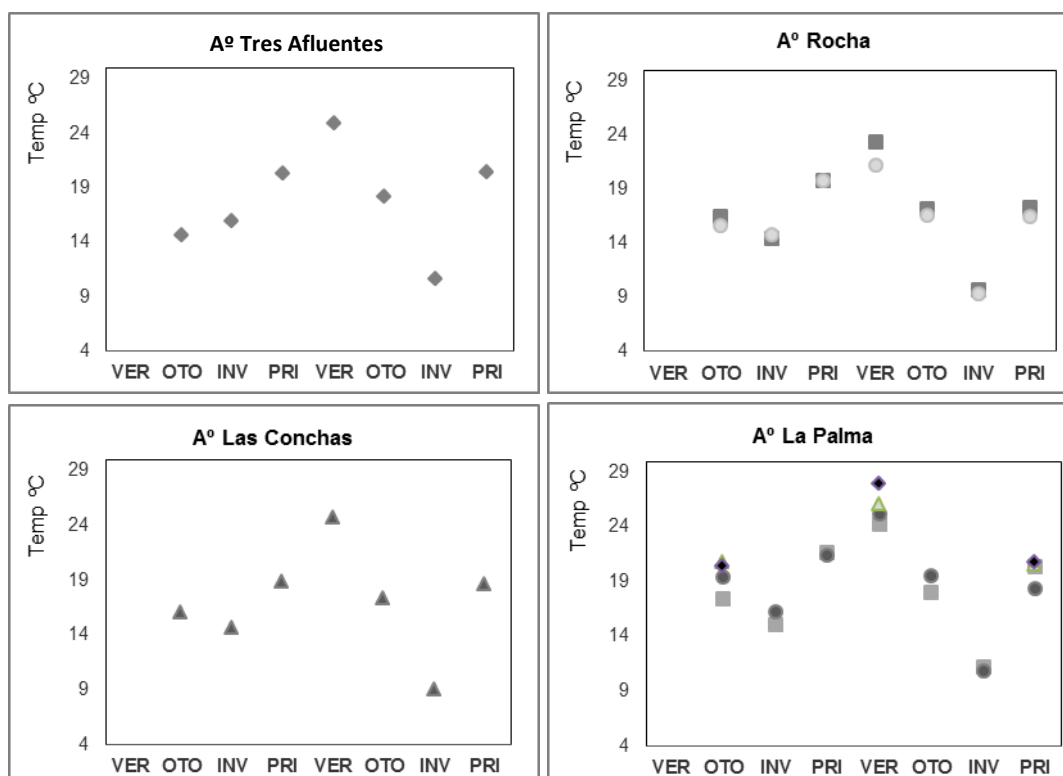 Aº Tres Afluentes
Temp ºC
29
24
19
14
9
4
VER OTO INV PRI VER OTO INV PRI
Aº Rocha
Temp ºC
29
24
19
14
9
4
VER OTO INV PRI VER OTO INV PRI
Aº Las Conchas
Temp ºC
29
24
19
14
9
4
VER OTO INV PRI VER OTO INV PRI
Aº La Palma
Temp ºC
29
24
19
14
9
4
VER OTO INV PRI VER OTO INV PRI